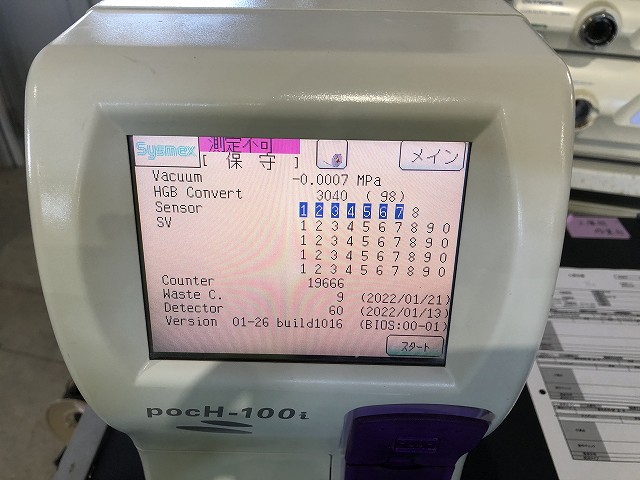 Sysmex 測定不可
[ 保 守 ] メイン
Vacuum -0.0007 MPa
HGB Convert 3040 ( 98)
Sensor 1 2 3 4 5 6 7 8
SV 1 2 3 4 5 6 7 8 9 0
1 2 3 4 5 6 7 8 9 0
1 2 3 4 5 6 7 8 9 0
1 2 3 4 5 6 7 8 9 0
Counter 19666
Waste C. 9 (2022/01/21)
Detector 60 (2022/01/13)
Version 01-26 build1016 (BIOS:00-01)
スタート
pocH-100i